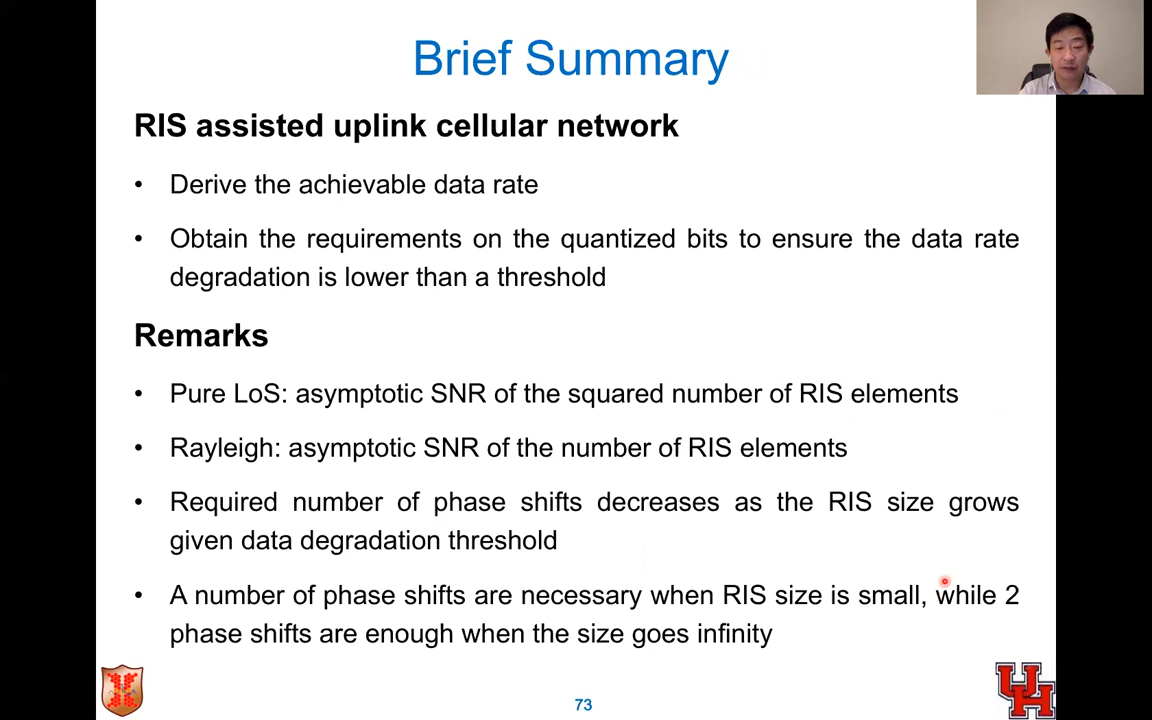 Brief Summary
RIS assisted uplink cellular network
• Derive the achievable data rate
• Obtain the requirements on the quantized bits to ensure the data rate
degradation is lower than a threshold
Remarks
• Pure LoS: asymptotic SNR of the squared number of RIS elements
• Rayleigh: asymptotic SNR of the number of RIS elements
• Required number of phase shifts decreases as the RIS size grows
given data degradation threshold
• A number of phase shifts are necessary when RIS size is small, while 2
phase shifts are enough when the size goes infinity
UH
73